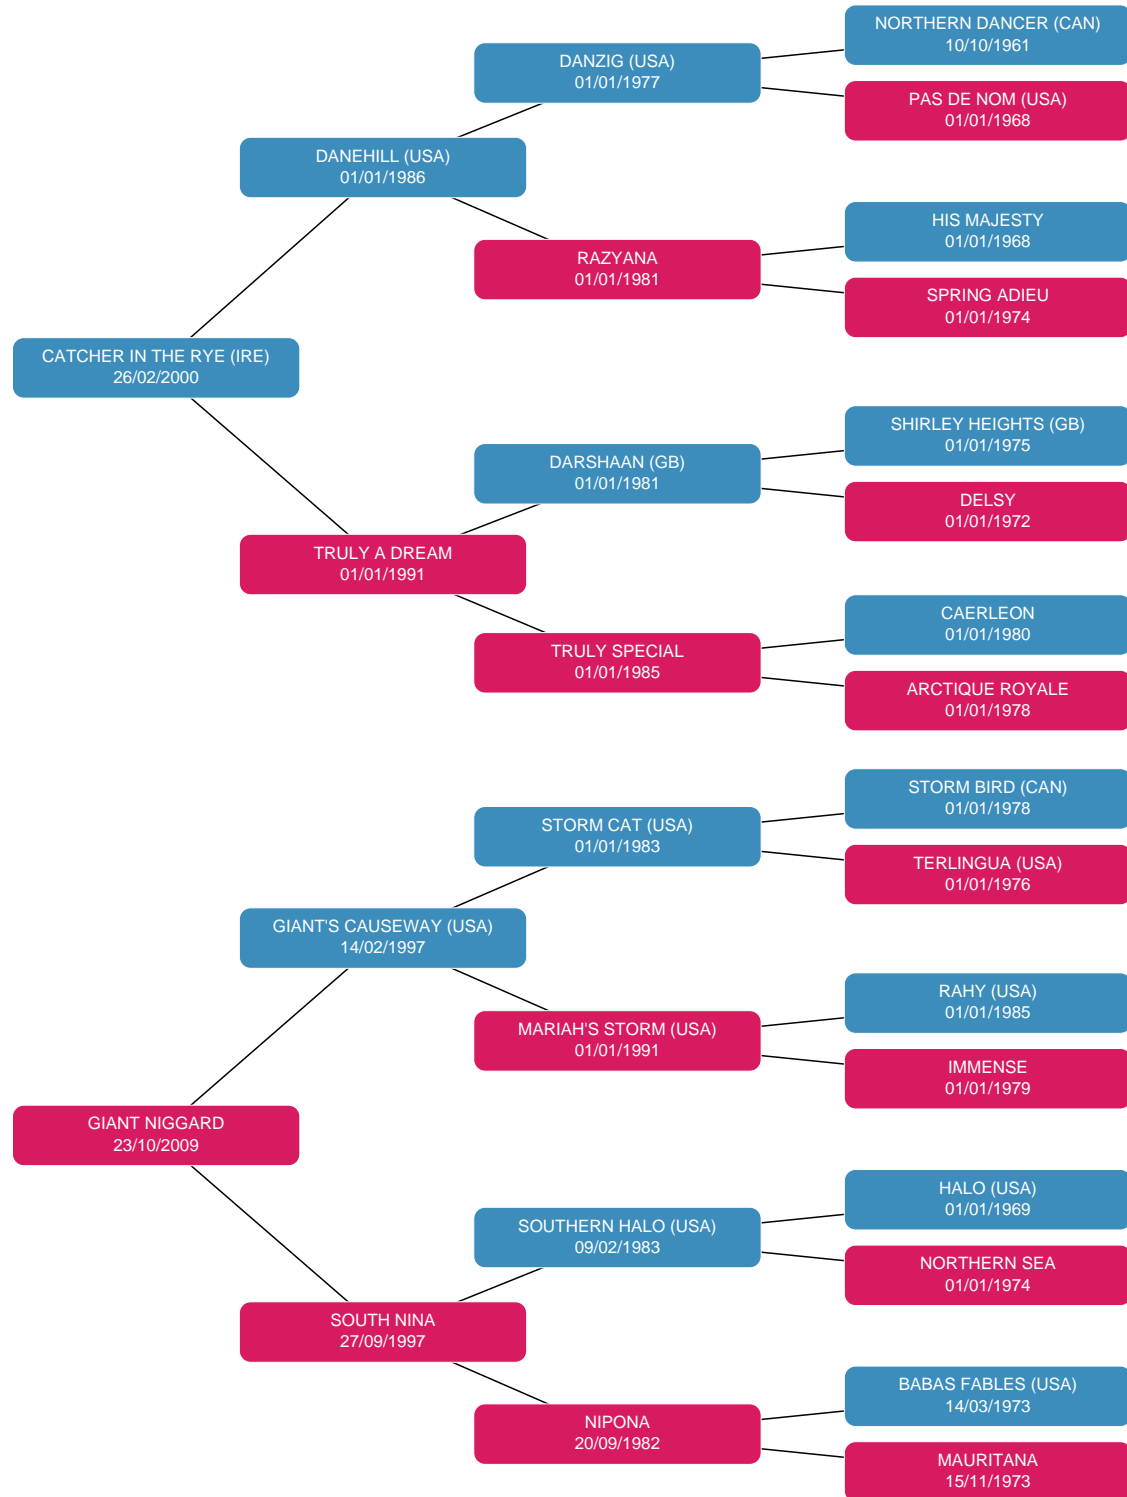 NORTHERN DANCER (CAN)
10/10/1961
DANZIG (USA)
01/01/1977
PAS DE NOM (USA)
01/01/1968
DANEHILL (USA)
01/01/1986
HIS MAJESTY
01/01/1968
RAZYANA
01/01/1981
SPRING ADIEU
01/01/1974
CATCHER IN THE RYE (IRE)
26/02/2000
SHIRLEY HEIGHTS (GB)
01/01/1975
DARSHAAN (GB)
01/01/1981
DELSY
01/01/1972
TRULY A DREAM
01/01/1991
CAERLEON
01/01/1980
TRULY SPECIAL
01/01/1985
ARCTIQUE ROYALE
01/01/1978
STORM BIRD (CAN)
01/01/1978
STORM CAT (USA)
01/01/1983
TERLINGUA (USA)
01/01/1976
GIANT'S CAUSEWAY (USA)
14/02/1997
RAHY (USA)
01/01/1985
MARIAH'S STORM (USA)
01/01/1991
IMMENSE
01/01/1979
GIANT NIGGARD
23/10/2009
HALO (USA)
01/01/1969
SOUTHERN HALO (USA)
09/02/1983
NORTHERN SEA
01/01/1974
SOUTH NINA
27/09/1997
BABAS FABLES (USA)
14/03/1973
NIPONA
20/09/1982
MAURITANA
15/11/1973